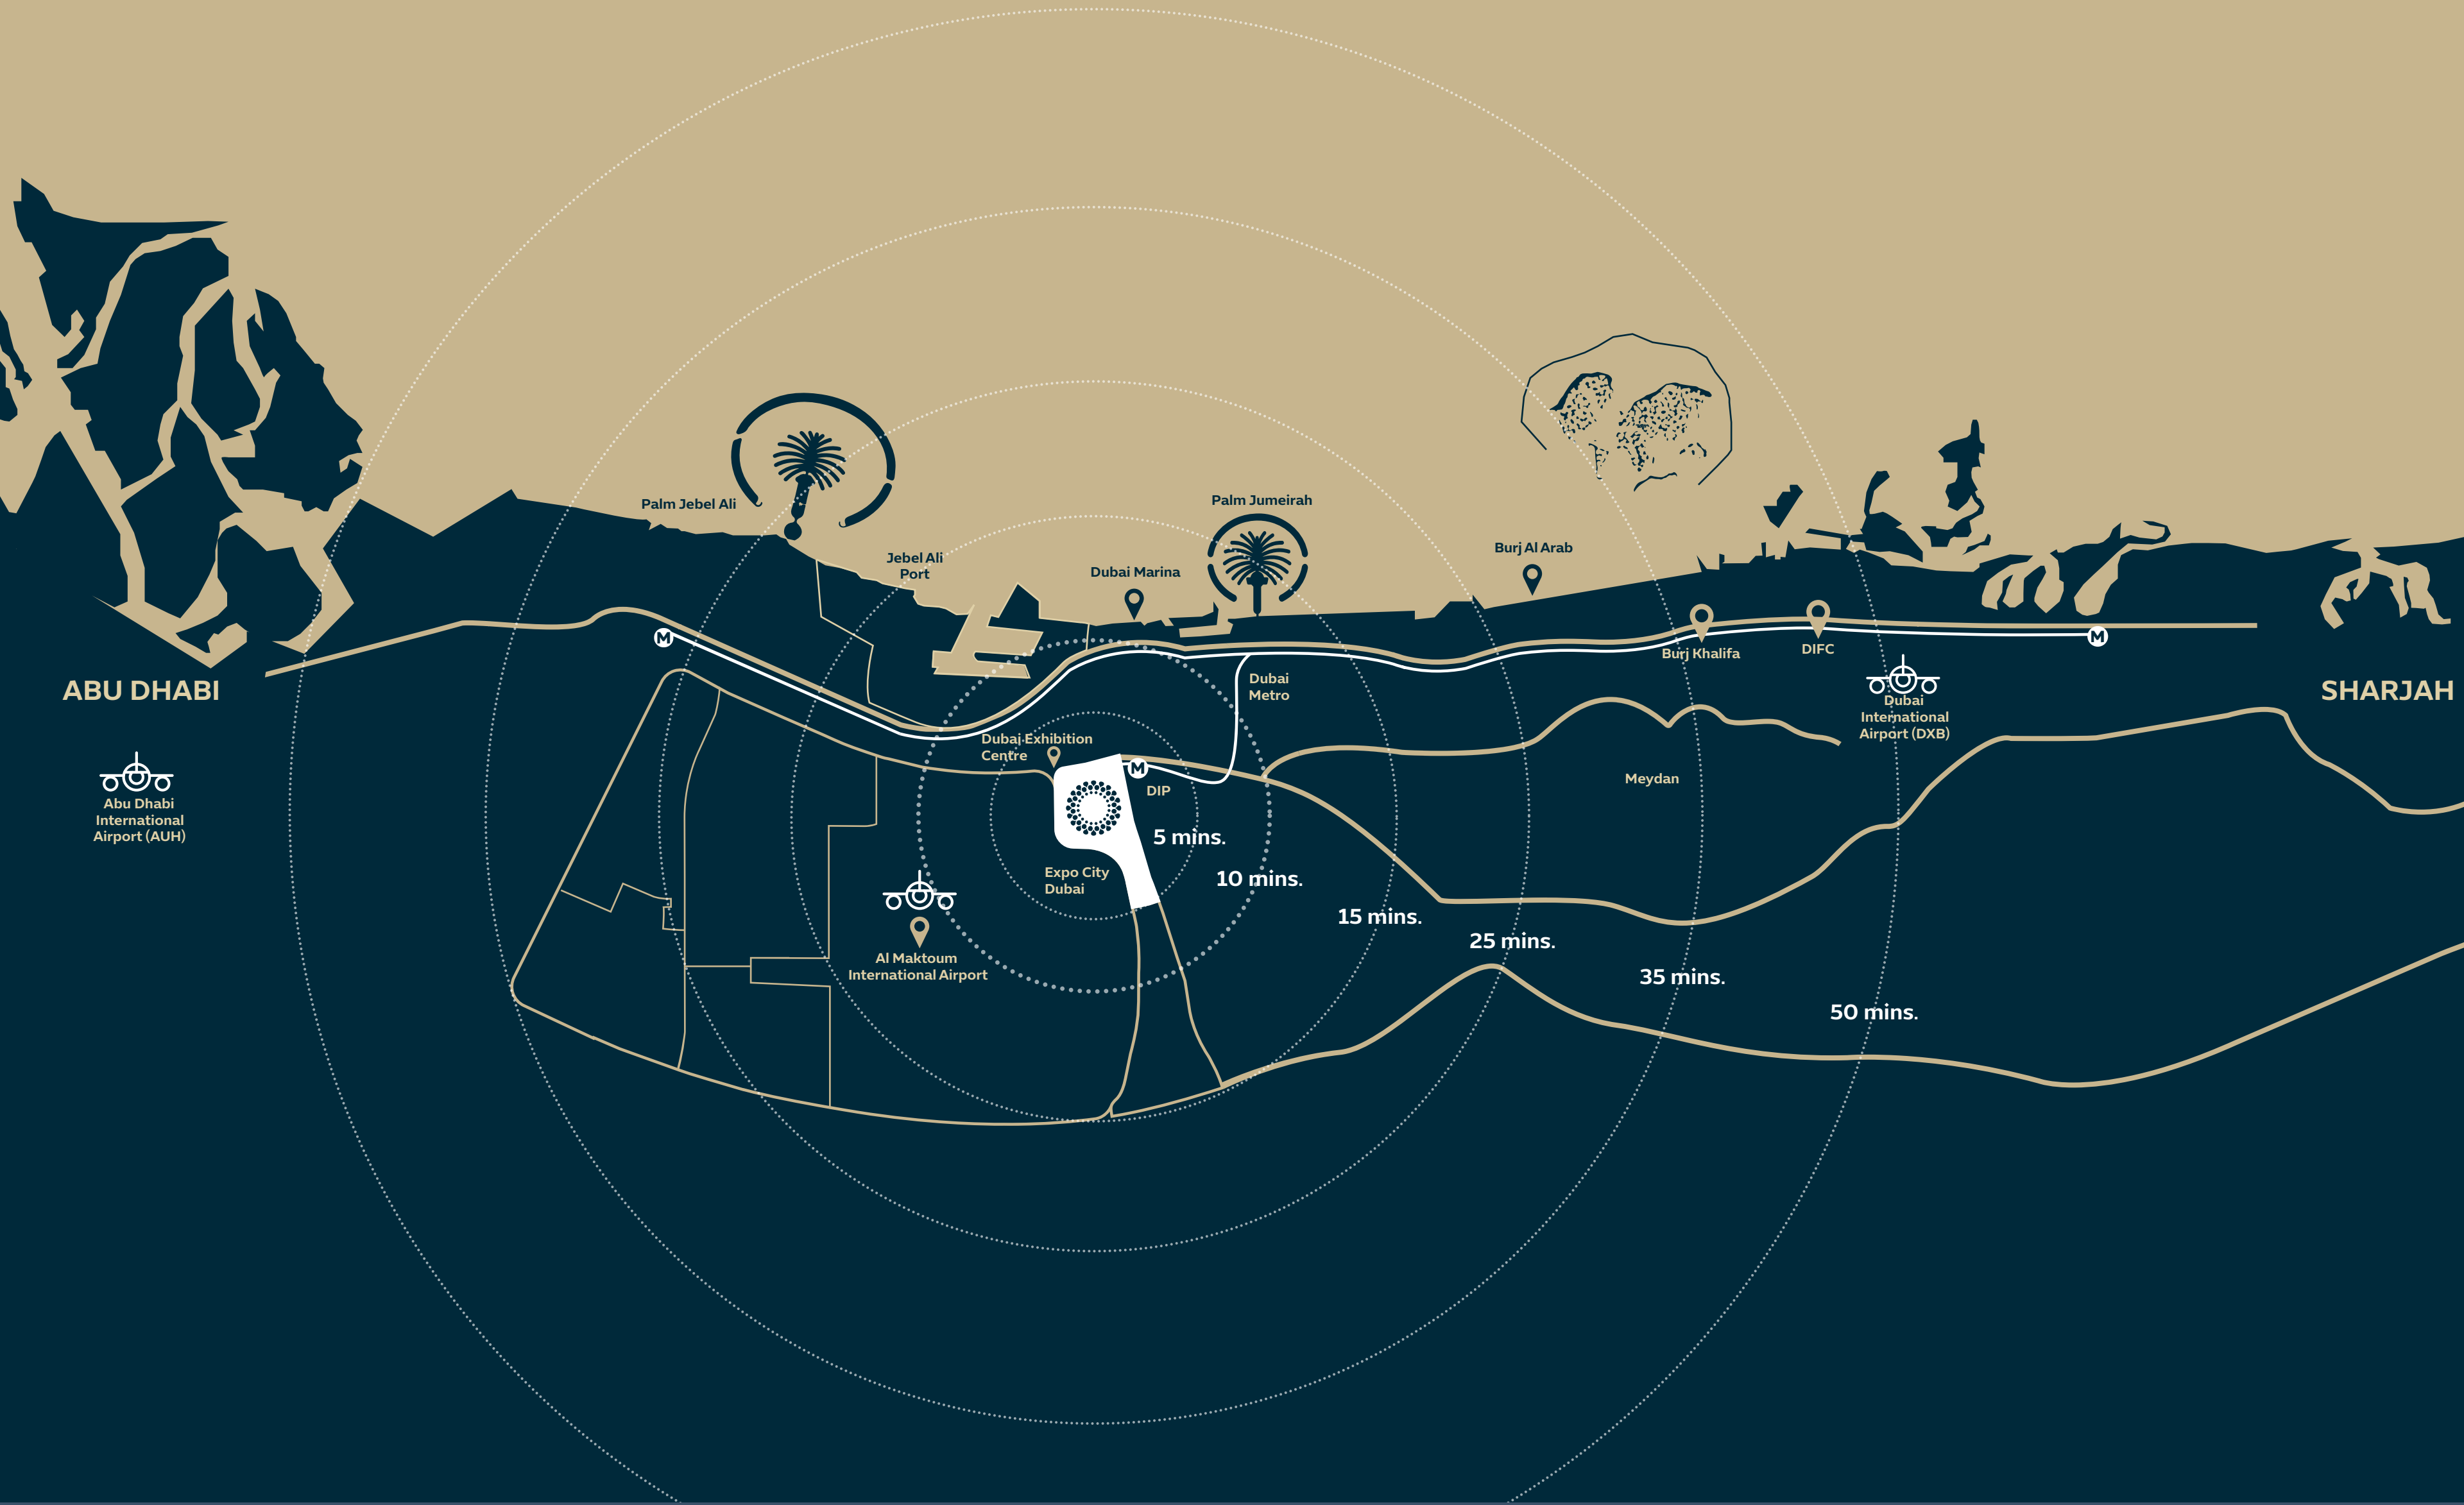 Palm Jebel Ali
Palm Jumeirah
Jebel Ali
Port
Dubai Marina
Burj Al Arab
M
M
Burj Khalifa
DIFC
ABU DHABI
SHARJAH
Dubai
Metro
Dubai
International
Airport (DXB)
Dubai Exhibition
Centre
M
DIP
Meydan
Abu Dhabi
International
Airport (AUH)
5 mins.
Expo City
Dubai
10 mins.
15 mins.
25 mins.
Al Maktoum
International Airport
35 mins.
50 mins.